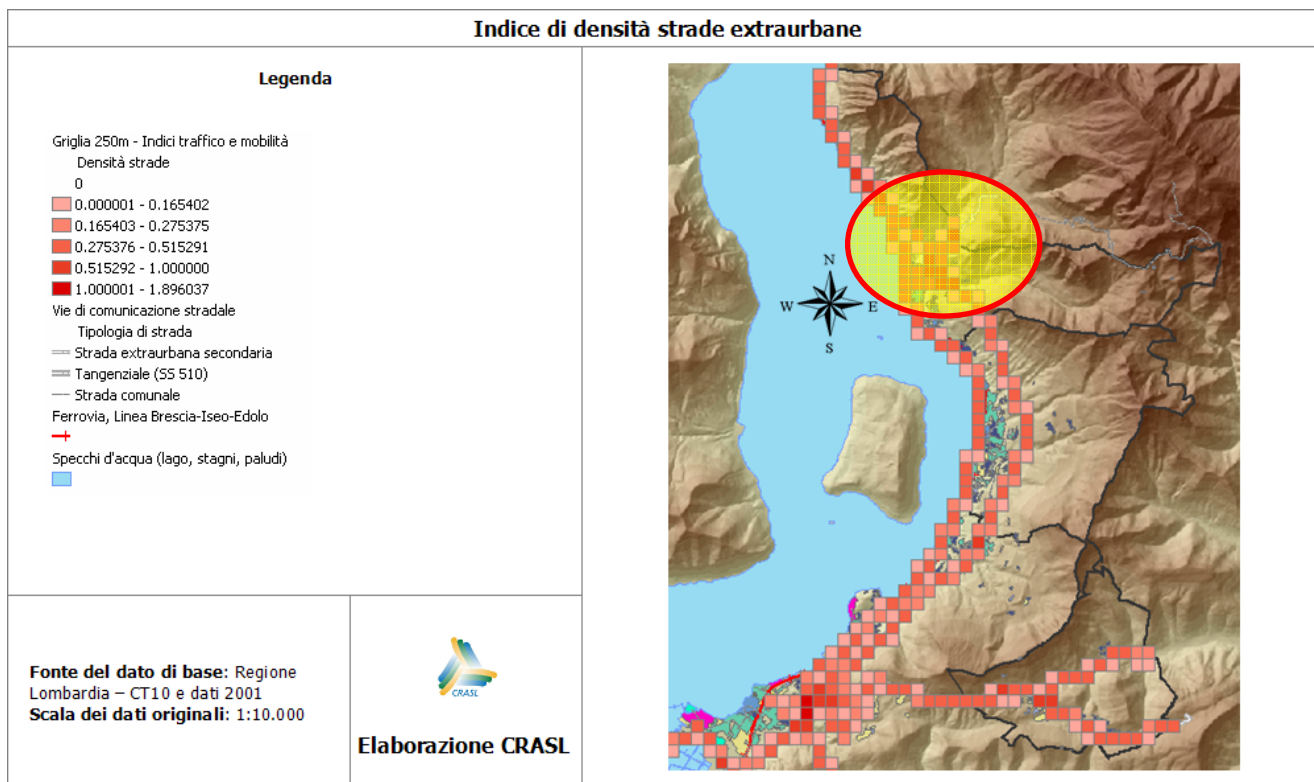 Indice di densità strade extraurbane
Legenda
Griglia 250m - Indici traffico e mobilità
Densità strade
0
0.000001 - 0.165402
0.165403 - 0.275375
0.275376 - 0.515291
0.515292 - 1.000000
1.000001 - 1.896037
Vie di comunicazione stradale
Tipologia di strada
Strada extraurbana secondaria
Tangenziale (SS 510)
Strada comunale
Ferrovia, Linea Brescia-Iseo-Edolo
Specchi d'acqua (lago, stagni, paludi)
Fonte del dato di base: Regione
Lombardia – CT10 e dati 2001
Scala dei dati originali: 1:10.000
CRASL
Elaborazione CRASL
N
W
E
S